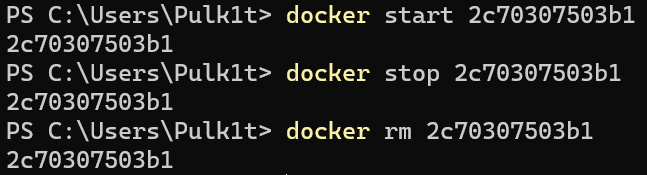 PS C:\Users\Pulk1t> docker start 2c70307503b1
2c70307503b1
PS C:\Users\Pulk1t> docker stop 2c70307503b1
2c70307503b1
PS C:\Users\Pulk1t> docker rm 2c70307503b1
2c70307503b1